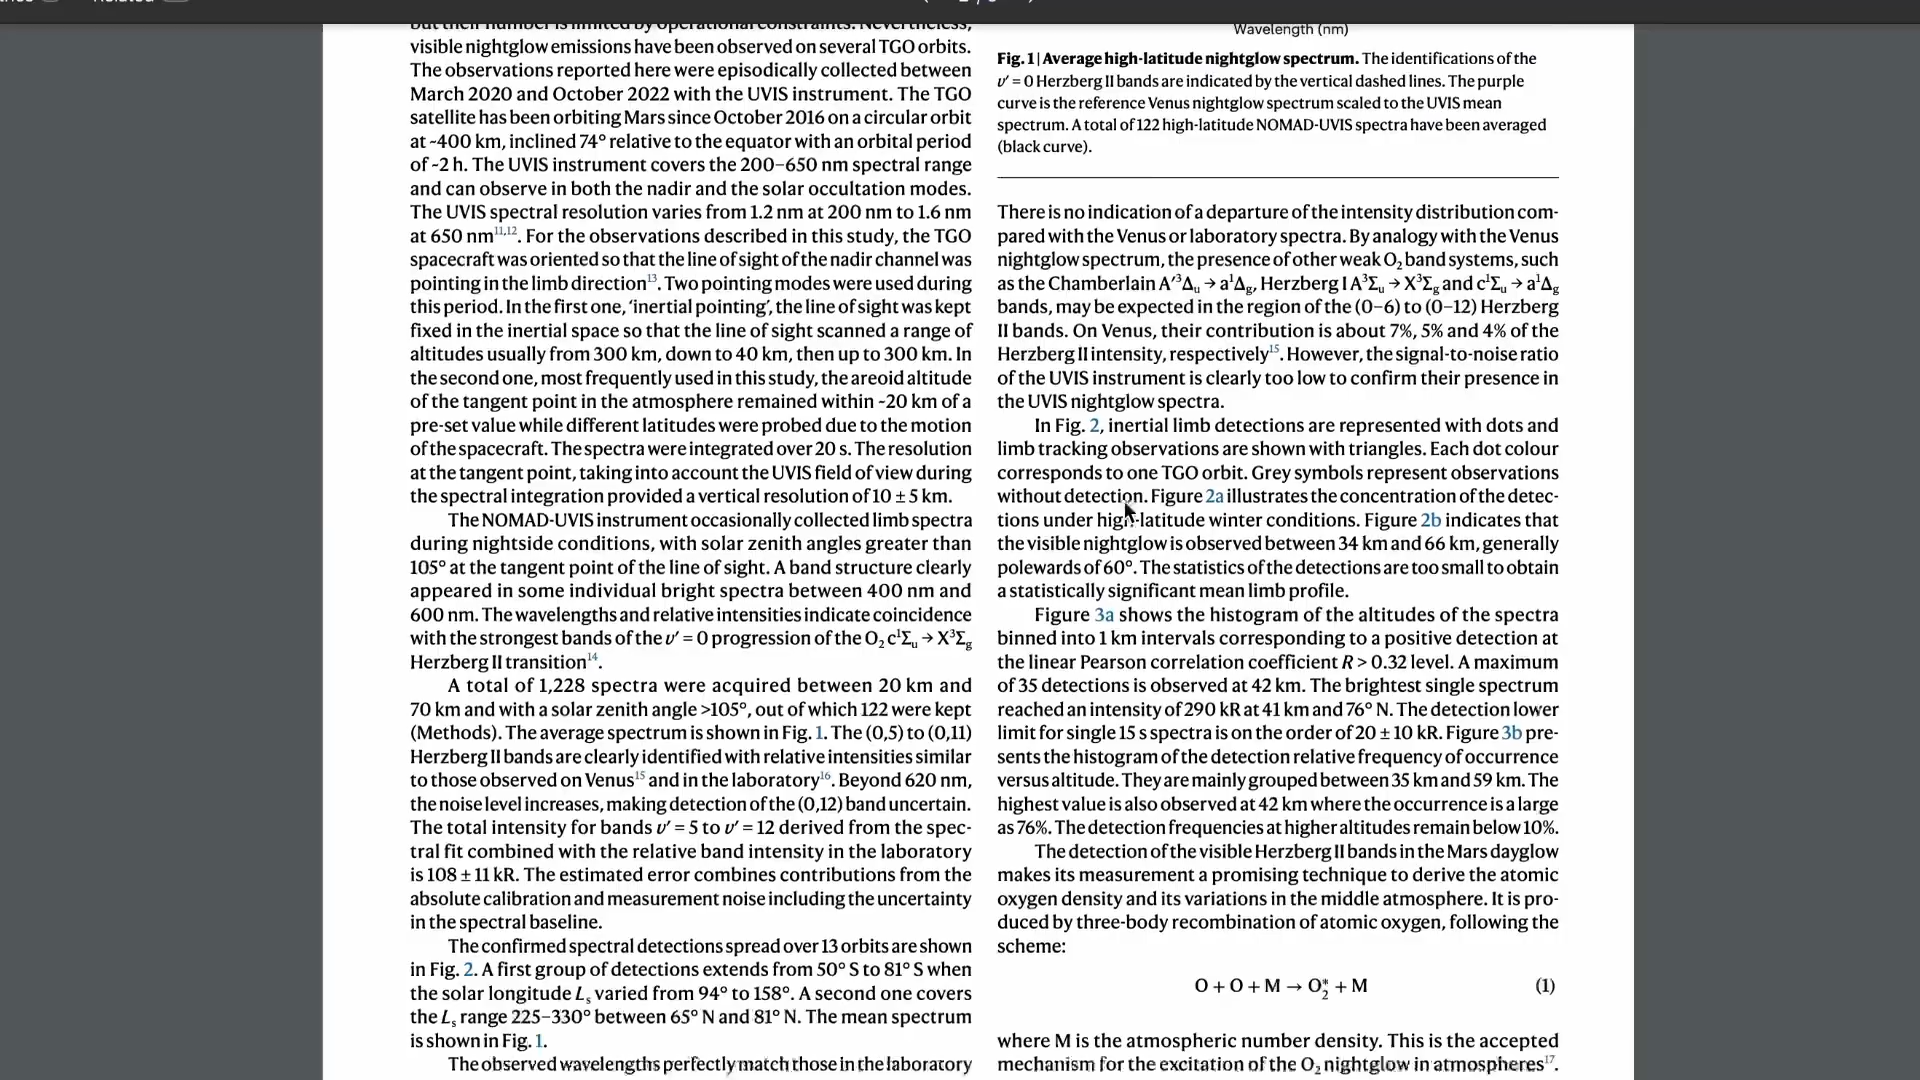 Related
but their number is limited by operational constraints. Nevertheless,
visible nightglow emissions have been observed on several TGO orbits.
The observations reported here were episodically collected between
March 2020 and October 2022 with the UVIS instrument. The TGO
satellite has been orbiting Mars since October 2016 on a circular orbit
at ~400 km, inclined 74° relative to the equator with an orbital period
of ~2 h. The UVIS instrument covers the 200–650 nm spectral range
and can observe in both the nadir and the solar occultation modes.
The UVIS spectral resolution varies from 1.2 nm at 200 nm to 1.6 nm
at 650 nm11,12. For the observations described in this study, the TGO
spacecraft was oriented so that the line of sight of the nadir channel was
pointing in the limb direction13. Two pointing modes were used during
this period. In the first one, ‘inertial pointing’, the line of sight was kept
fixed in the inertial space so that the line of sight scanned a range of
altitudes usually from 300 km, down to 40 km, then up to 300 km. In
the second one, most frequently used in this study, the areoid altitude
of the tangent point in the atmosphere remained within ~20 km of a
pre-set value while different latitudes were probed due to the motion
of the spacecraft. The spectra were integrated over 20 s. The resolution
at the tangent point, taking into account the UVIS field of view during
the spectral integration provided a vertical resolution of 10 ± 5 km.
The NOMAD-UVIS instrument occasionally collected limb spectra
during nightside conditions, with solar zenith angles greater than
105° at the tangent point of the line of sight. A band structure clearly
appeared in some individual bright spectra between 400 nm and
600 nm. The wavelengths and relative intensities indicate coincidence
with the strongest bands of the υ′ = 0 progression of the O₂ c¹Σᵤ → X³Σg
Herzberg II transition14.
A total of 1,228 spectra were acquired between 20 km and
70 km and with a solar zenith angle >105°, out of which 122 were kept
(Methods). The average spectrum is shown in Fig. 1. The (0,5) to (0,11)
Herzberg II bands are clearly identified with relative intensities similar
to those observed on Venus15 and in the laboratory16. Beyond 620 nm,
the noise level increases, making detection of the (0,12) band uncertain.
The total intensity for bands υ′ = 5 to υ′ = 12 derived from the spec-
tral fit combined with the relative band intensity in the laboratory
is 108 ± 11 kR. The estimated error combines contributions from the
absolute calibration and measurement noise including the uncertainty
in the spectral baseline.
The confirmed spectral detections spread over 13 orbits are shown
in Fig. 2. A first group of detections extends from 50° S to 81° S when
the solar longitude Lₛ varied from 94° to 158°. A second one covers
the Lₛ range 225–330° between 65° N and 81° N. The mean spectrum
is shown in Fig. 1.
The observed wavelengths perfectly match those in the laboratory
Wavelength (nm)
Fig. 1 | Average high-latitude nightglow spectrum. The identifications of the
υ′ = 0 Herzberg II bands are indicated by the vertical dashed lines. The purple
curve is the reference Venus nightglow spectrum scaled to the UVIS mean
spectrum. A total of 122 high-latitude NOMAD-UVIS spectra have been averaged
(black curve).
There is no indication of a departure of the intensity distribution com-
pared with the Venus or laboratory spectra. By analogy with the Venus
nightglow spectrum, the presence of other weak O₂ band systems, such
as the Chamberlain A′³Δᵤ → a¹Δg, Herzberg I A³Σᵤ → X³Σg and c¹Σᵤ → a¹Δg
bands, may be expected in the region of the (0–6) to (0–12) Herzberg
II bands. On Venus, their contribution is about 7%, 5% and 4% of the
Herzberg II intensity, respectively15. However, the signal-to-noise ratio
of the UVIS instrument is clearly too low to confirm their presence in
the UVIS nightglow spectra.
In Fig. 2, inertial limb detections are represented with dots and
limb tracking observations are shown with triangles. Each dot colour
corresponds to one TGO orbit. Grey symbols represent observations
without detection. Figure 2a illustrates the concentration of the detec-
tions under high-latitude winter conditions. Figure 2b indicates that
the visible nightglow is observed between 34 km and 66 km, generally
polewards of 60°. The statistics of the detections are too small to obtain
a statistically significant mean limb profile.
Figure 3a shows the histogram of the altitudes of the spectra
binned into 1 km intervals corresponding to a positive detection at
the linear Pearson correlation coefficient R > 0.32 level. A maximum
of 35 detections is observed at 42 km. The brightest single spectrum
reached an intensity of 290 kR at 41 km and 76° N. The detection lower
limit for single 15 s spectra is on the order of 20 ± 10 kR. Figure 3b pre-
sents the histogram of the detection relative frequency of occurrence
versus altitude. They are mainly grouped between 35 km and 59 km. The
highest value is also observed at 42 km where the occurrence is a large
as 76%. The detection frequencies at higher altitudes remain below 10%.
The detection of the visible Herzberg II bands in the Mars dayglow
makes its measurement a promising technique to derive the atomic
oxygen density and its variations in the middle atmosphere. It is pro-
duced by three-body recombination of atomic oxygen, following the
scheme:
O + O + M → O₂* + M (1)
where M is the atmospheric number density. This is the accepted
mechanism for the excitation of the O₂ nightglow in atmospheres17.